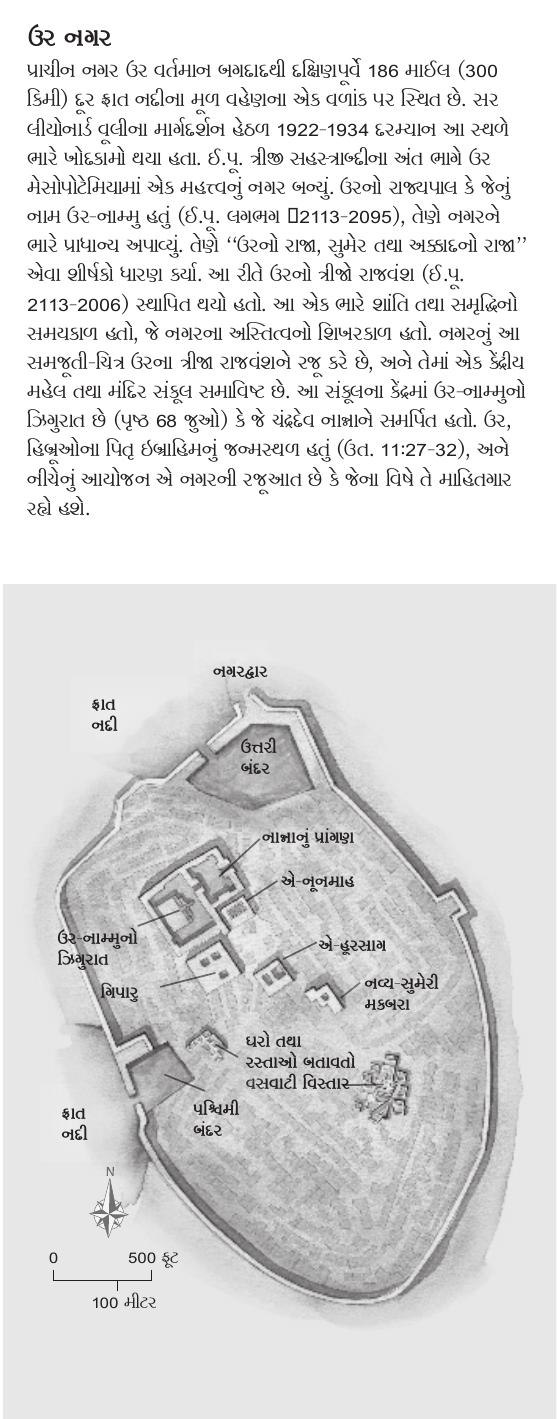 ઉર નગર
પ્રાચીન નગર ઉર વર્તમાન બગદાદથી દક્ષિણપૂર્વે 186 માઈલ (300
કિમી) દૂર ફ્રાત નદીના મૂળ વહેણના એક વળાંક પર સ્થિત છે. સર
લીયોનાર્ડ વૂલીના માર્ગદર્શન હેઠળ 1922-1934 દરમ્યાન આ સ્થળે
ભારે ખોદકામો થયા હતા. ઈ.પૂ. ત્રીજી સહસ્ત્રાબ્દીના અંત ભાગે ઉર
મેસોપોટેમિયામાં એક મહત્ત્વનું નગર બન્યું. ઉરનો રાજ્યપાલ કે જેનું
નામ ઉર-નામ્મુ હતું (ઈ.પૂ. લગભગ 2113-2095), તેણે નગરને
ભારે પ્રાધાન્ય અપાવ્યું. તેણે “ઉરનો રાજા, સુમેર તથા અક્કાદનો રાજા”
એવા શીર્ષકો ધારણ કર્યા. આ રીતે ઉરનો ત્રીજો રાજવંશ (ઈ.પૂ.
2113-2006) સ્થાપિત થયો હતો. આ એક ભારે શાંતિ તથા સમૃદ્ધિનો
સમયકાળ હતો, જે નગરના અસ્તિત્વનો શિખરકાળ હતો. નગરનું આ
સમજૂતી-ચિત્ર ઉરના ત્રીજા રાજવંશને રજૂ કરે છે, અને તેમાં એક કેંદ્રીય
મહેલ તથા મંદિર સંકૂલ સમાવિષ્ટ છે. આ સંકૂલના કેંદ્રમાં ઉર-નામ્મુનો
ઝિગુરાત છે (પૃષ્ઠ 68 જુઓ) કે જે ચંદ્રદેવ નાન્નાને સમર્પિત હતો. ઉર,
હિબ્રૂઓના પિતૃ ઇબ્રાહિમનું જન્મસ્થળ હતું (ઉત. 11:27-32), અને
નીચેનું આયોજન એ નગરની રજૂઆત છે કે જેના વિષે તે માહિતગાર
રહ્યો હશે.
નગરદ્વાર
ફ્રાત
નદી
ઉત્તરી
બંદર
નાન્નાનું પ્રાંગણ
એ-નૂનમાહ
ઉર-નામ્મુનો
ઝિગુરાત
એ-હૂરસાગ
ગિપારુ
નવ્ય-સુમેરી
મકબરા
ઘરો તથા
રસ્તાઓ બતાવતો
વસવાટી વિસ્તાર
ફ્રાત
નદી
પશ્ચિમી
બંદર
N
0 500 ફૂટ
100 મીટર